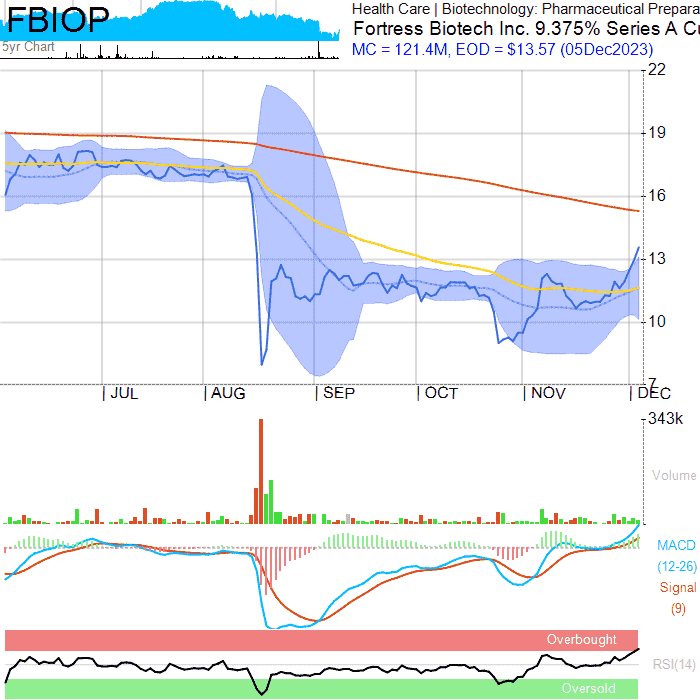 FBIOP
5yr Chart
Health Care | Biotechnology: Pharmaceutical Prepara
Fortress Biotech Inc. 9.375% Series A Cu
MC = 121.4M, EOD = $13.57 (05Dec2023)
22
19
16
13
10
7
JUL AUG SEP OCT NOV DEC
343k
Volume
MACD
(12-26)
Signal
(9)
Overbought
RSI(14)
Oversold